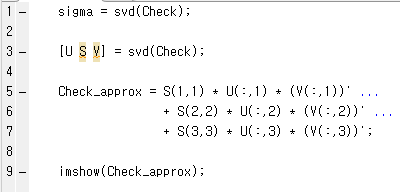 1 - sigma = svd(Check);
2
3 - [U S V] = svd(Check);
4
5 - Check_approx = S(1,1) * U(:,1) * (V(:,1))' ...
6 + S(2,2) * U(:,2) * (V(:,2))' ...
7 + S(3,3) * U(:,3) * (V(:,3))';
8
9 - imshow(Check_approx);